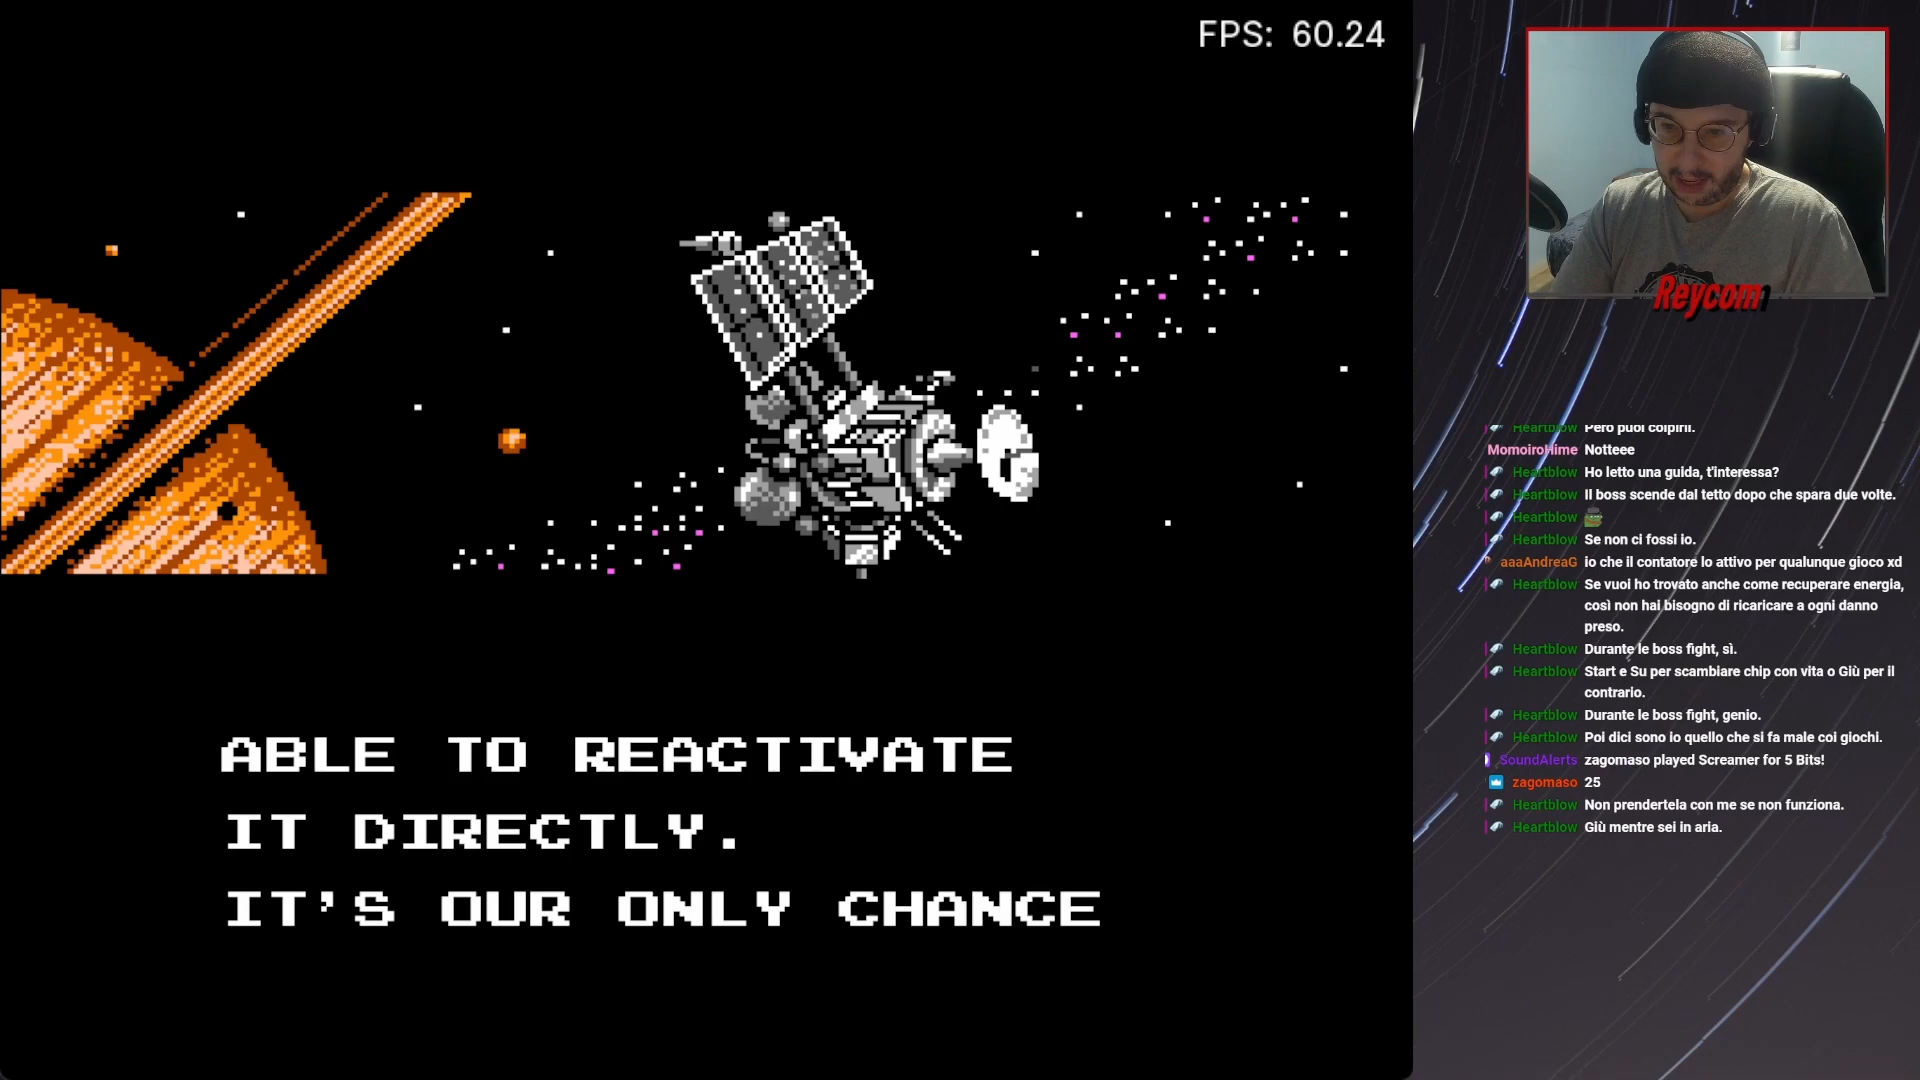 FPS: 60.24
ABLE TO REACTIVATE
IT DIRECTLY.
IT'S OUR ONLY CHANCE
Reycom
Heartblow Però puoi colpirli.
MomoiroHime Notteee
Heartblow Ho letto una guida, t'interessa?
Heartblow Il boss scende dal tetto dopo che spara due volte.
Heartblow
Heartblow Se non ci fossi io.
aaaAndreaG io che il contatore lo attivo per qualunque gioco xd
Heartblow Se vuoi ho trovato anche come recuperare energia,
così non hai bisogno di ricaricare a ogni danno
preso.
Heartblow Durante le boss fight, sì.
Heartblow Start e Su per scambiare chip con vita o Giù per il
contrario.
Heartblow Durante le boss fight, genio.
Heartblow Poi dici sono io quello che si fa male coi giochi.
SoundAlerts zagomaso played Screamer for 5 Bits!
zagomaso 25
Heartblow Non prendertela con me se non funziona.
Heartblow Giù mentre sei in aria.